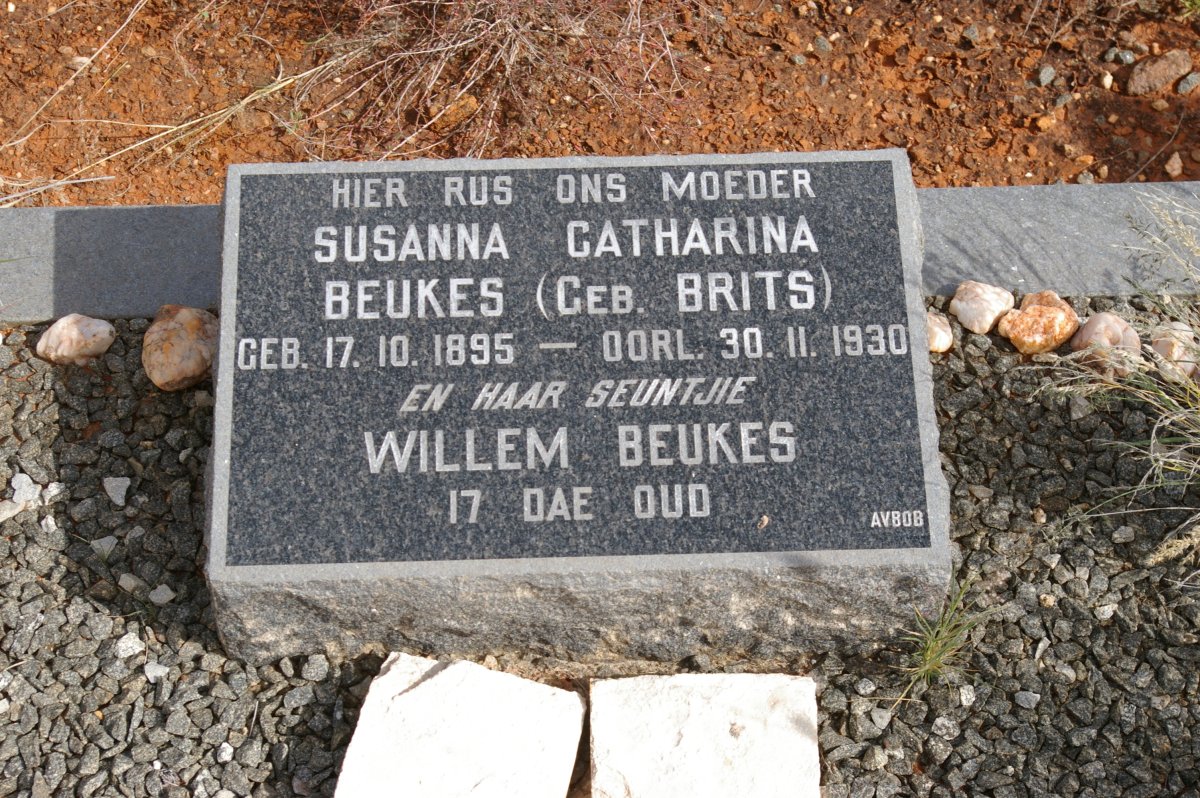 HIER RUS ONS MOEDER
SUSANNA CATHARINA
BEUKES (GEB. BRITS)
GEB. 17. 10. 1895 — OORL. 30. 11. 1930
EN HAAR SEUNTJIE
WILLEM BEUKES
17 DAE OUD
AVBOB